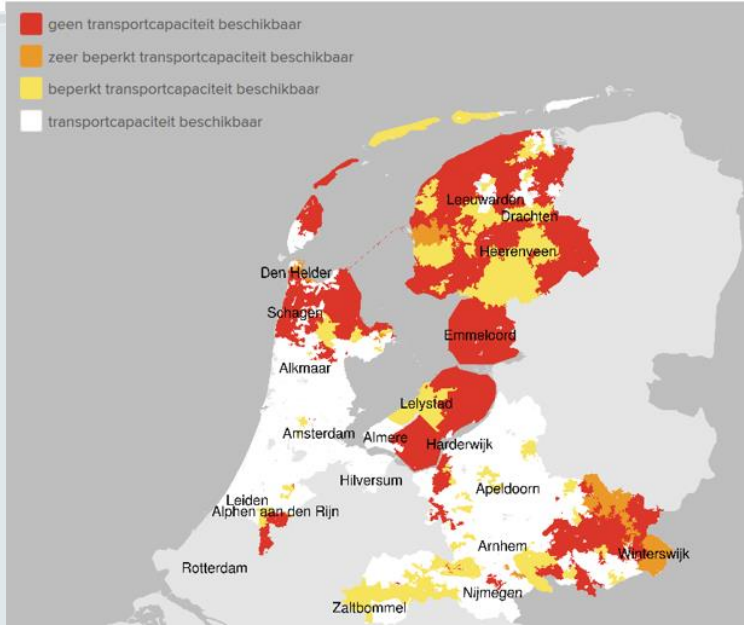 geen transportcapaciteit beschikbaar
zeer beperkt transportcapaciteit beschikbaar
beperkt transportcapaciteit beschikbaar
transportcapaciteit beschikbaar
Leeuwarden
Drachten
Heerenveen
Den Helder
Schagen
Emmeloord
Alkmaar
Lelystad
Amsterdam
Almere
Harderwijk
Hilversum
Apeldoorn
Leiden
Alphen aan den Rijn
Arnhem
Winterswijk
Rotterdam
Nijmegen
Zaltbommel